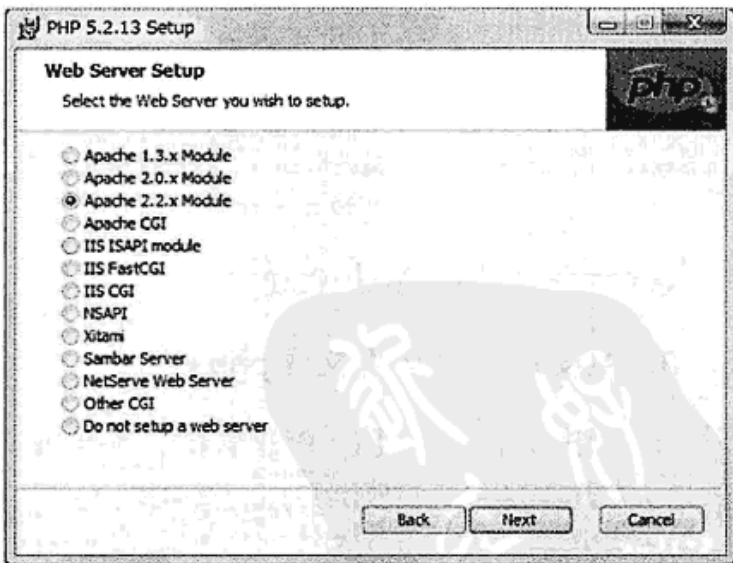 PHP 5.2.13 Setup
Web Server Setup
Select the Web Server you wish to setup.
php
Apache 1.3.x Module
Apache 2.0.x Module
Apache 2.2.x Module
Apache CGI
IIS ISAPI module
IIS FastCGI
IIS CGI
NSAPI
Xitami
Sambar Server
NetServe Web Server
Other CGI
Do not setup a web server
Back Next Cancel